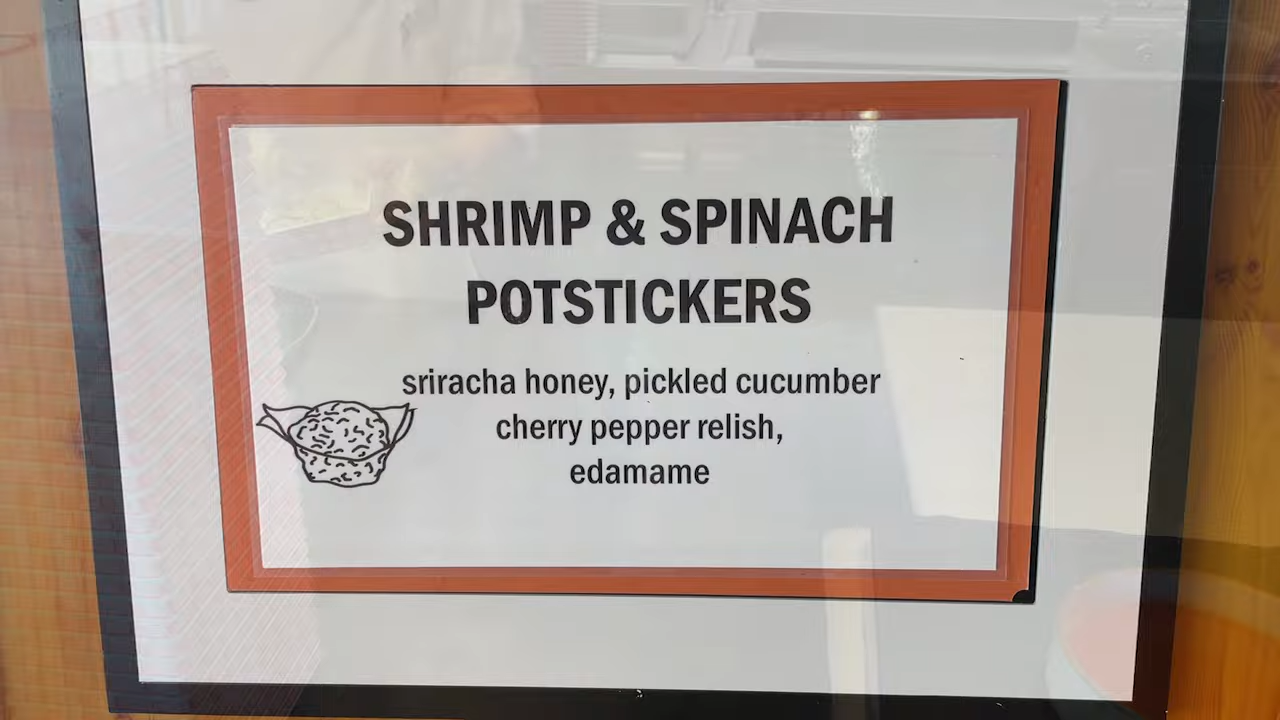 SHRIMP & SPINACH
POTSTICKERS
sriracha honey, pickled cucumber
cherry pepper relish,
edamame